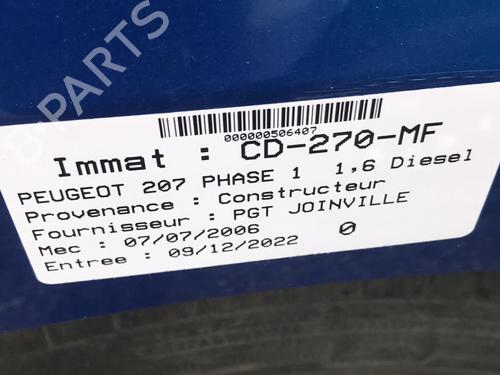 PARTS
000000506407
Immat : CD-270-MF
PEUGEOT 207 PHASE 1 1,6 Diesel
Provenance : Constructeur
Fournisseur : PGT JOINVILLE
Mec : 07/07/2006
Entree : 09/12/2022 0